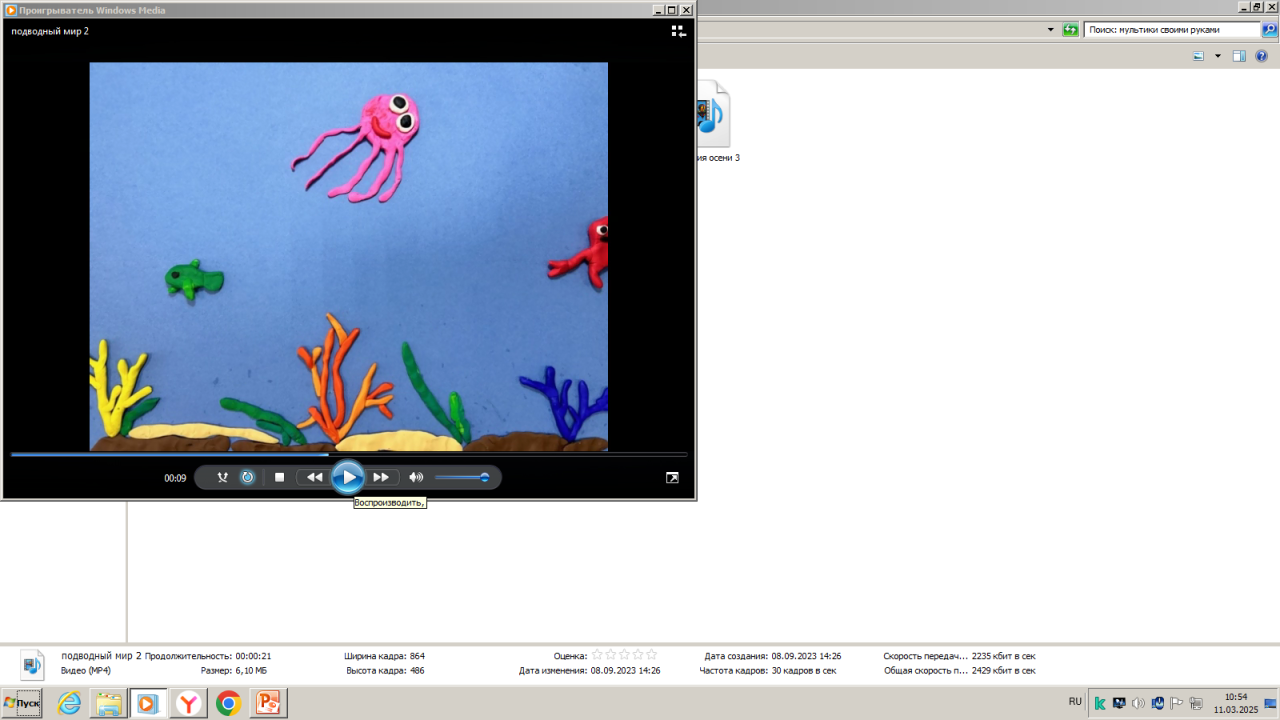 Проигрыватель Windows Media
подводный мир 2
Поиск: мультики своими руками
ия осени 3
00:09
Воспроизводить,
подводный мир 2 Продолжительность: 00:00:21 Ширина кадра: 864 Оценка: Дата создания: 08.09.2023 14:26 Скорость передач... 2235 кбит в сек
Видео (MP4) Размер: 6,10 МБ Высота кадра: 486 Дата изменения: 08.09.2023 14:26 Частота кадров: 30 кадров в сек Общая скорость п... 2429 кбит в сек
Пуск
RU
10:54
11.03.2025